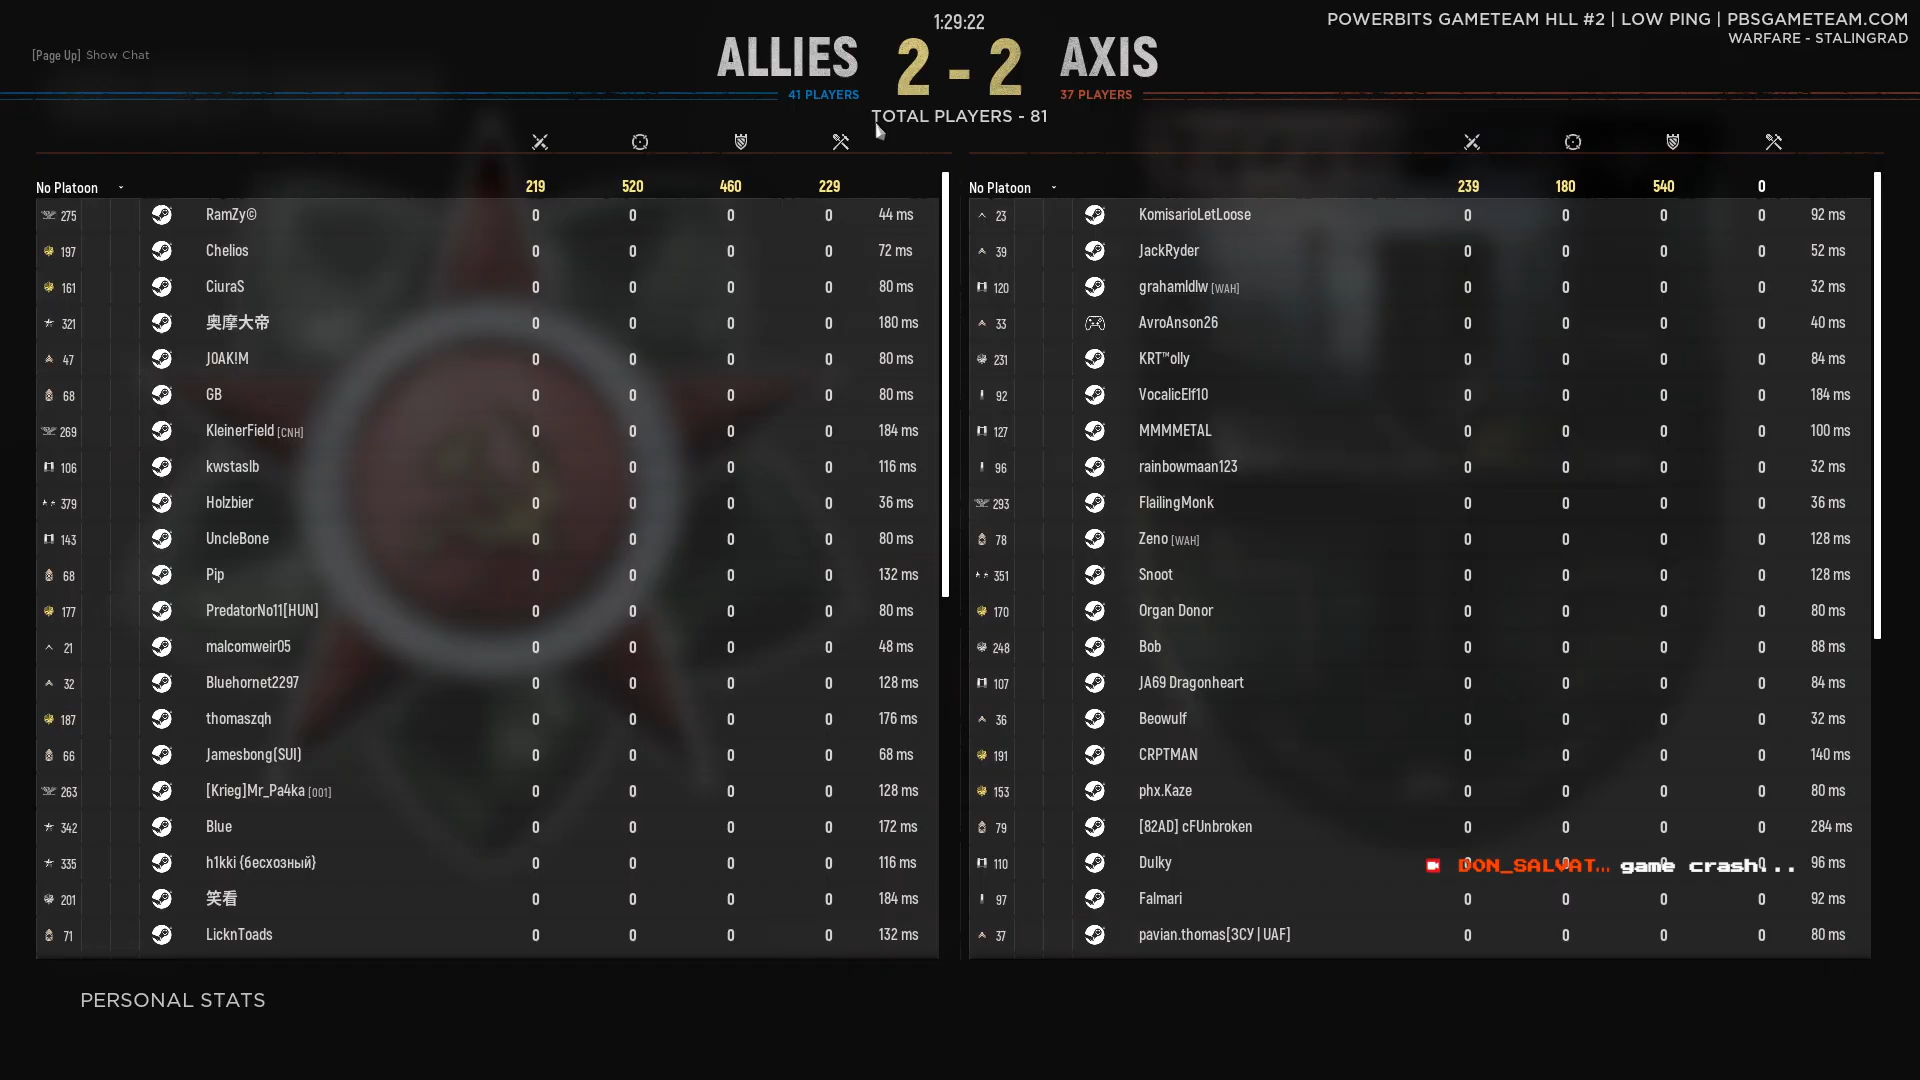 1:29:22
POWERBITS GAMETEAM HLL #2 | LOW PING | PBSGAMETEAM.COM
WARFARE - STALINGRAD
[Page Up] Show Chat
ALLIES 2 - 2 AXIS
41 PLAYERS 37 PLAYERS
TOTAL PLAYERS - 81
No Platoon 219 520 460 229
275 RamZy© 0 0 0 0 44 ms
197 Chelios 0 0 0 0 72 ms
161 CiuraS 0 0 0 0 80 ms
321 奥摩大帝 0 0 0 0 180 ms
47 JOAK!M 0 0 0 0 80 ms
68 GB 0 0 0 0 80 ms
269 KleinerField [CNH] 0 0 0 0 184 ms
106 kwstaslb 0 0 0 0 116 ms
379 Holzbier 0 0 0 0 36 ms
143 UncleBone 0 0 0 0 80 ms
68 Pip 0 0 0 0 132 ms
177 PredatorNo11[HUN] 0 0 0 0 80 ms
21 malcomweir05 0 0 0 0 48 ms
32 Bluehornet2297 0 0 0 0 128 ms
187 thomaszqh 0 0 0 0 176 ms
66 Jamesbong(SUI) 0 0 0 0 68 ms
263 [Krieg]Mr_Pa4ka [001] 0 0 0 0 128 ms
342 Blue 0 0 0 0 172 ms
335 h1kki {бесхозный} 0 0 0 0 116 ms
201 笑看 0 0 0 0 184 ms
71 LicknToads 0 0 0 0 132 ms
No Platoon 239 180 540 0
23 KomisarioLetLoose 0 0 0 0 92 ms
39 JackRyder 0 0 0 0 52 ms
120 grahamldlw [WAH] 0 0 0 0 32 ms
33 AvroAnson26 0 0 0 0 40 ms
231 KRT™olly 0 0 0 0 84 ms
92 VocalicElf10 0 0 0 0 184 ms
127 MMMMETAL 0 0 0 0 100 ms
96 rainbowmaan123 0 0 0 0 32 ms
293 FlailingMonk 0 0 0 0 36 ms
78 Zeno [WAH] 0 0 0 0 128 ms
351 Snoot 0 0 0 0 128 ms
170 Organ Donor 0 0 0 0 80 ms
248 Bob 0 0 0 0 88 ms
107 JA69 Dragonheart 0 0 0 0 84 ms
36 Beowulf 0 0 0 0 32 ms
191 CRPTMAN 0 0 0 0 140 ms
153 phx.Kaze 0 0 0 0 80 ms
79 [82AD] cFUnbroken 0 0 0 0 284 ms
110 Dulky 0 0 0 0 96 ms
DON_SALVAT... game crash...
97 Falmari 0 0 0 0 92 ms
37 pavian.thomas[ЗСУ | UAF] 0 0 0 0 80 ms
PERSONAL STATS